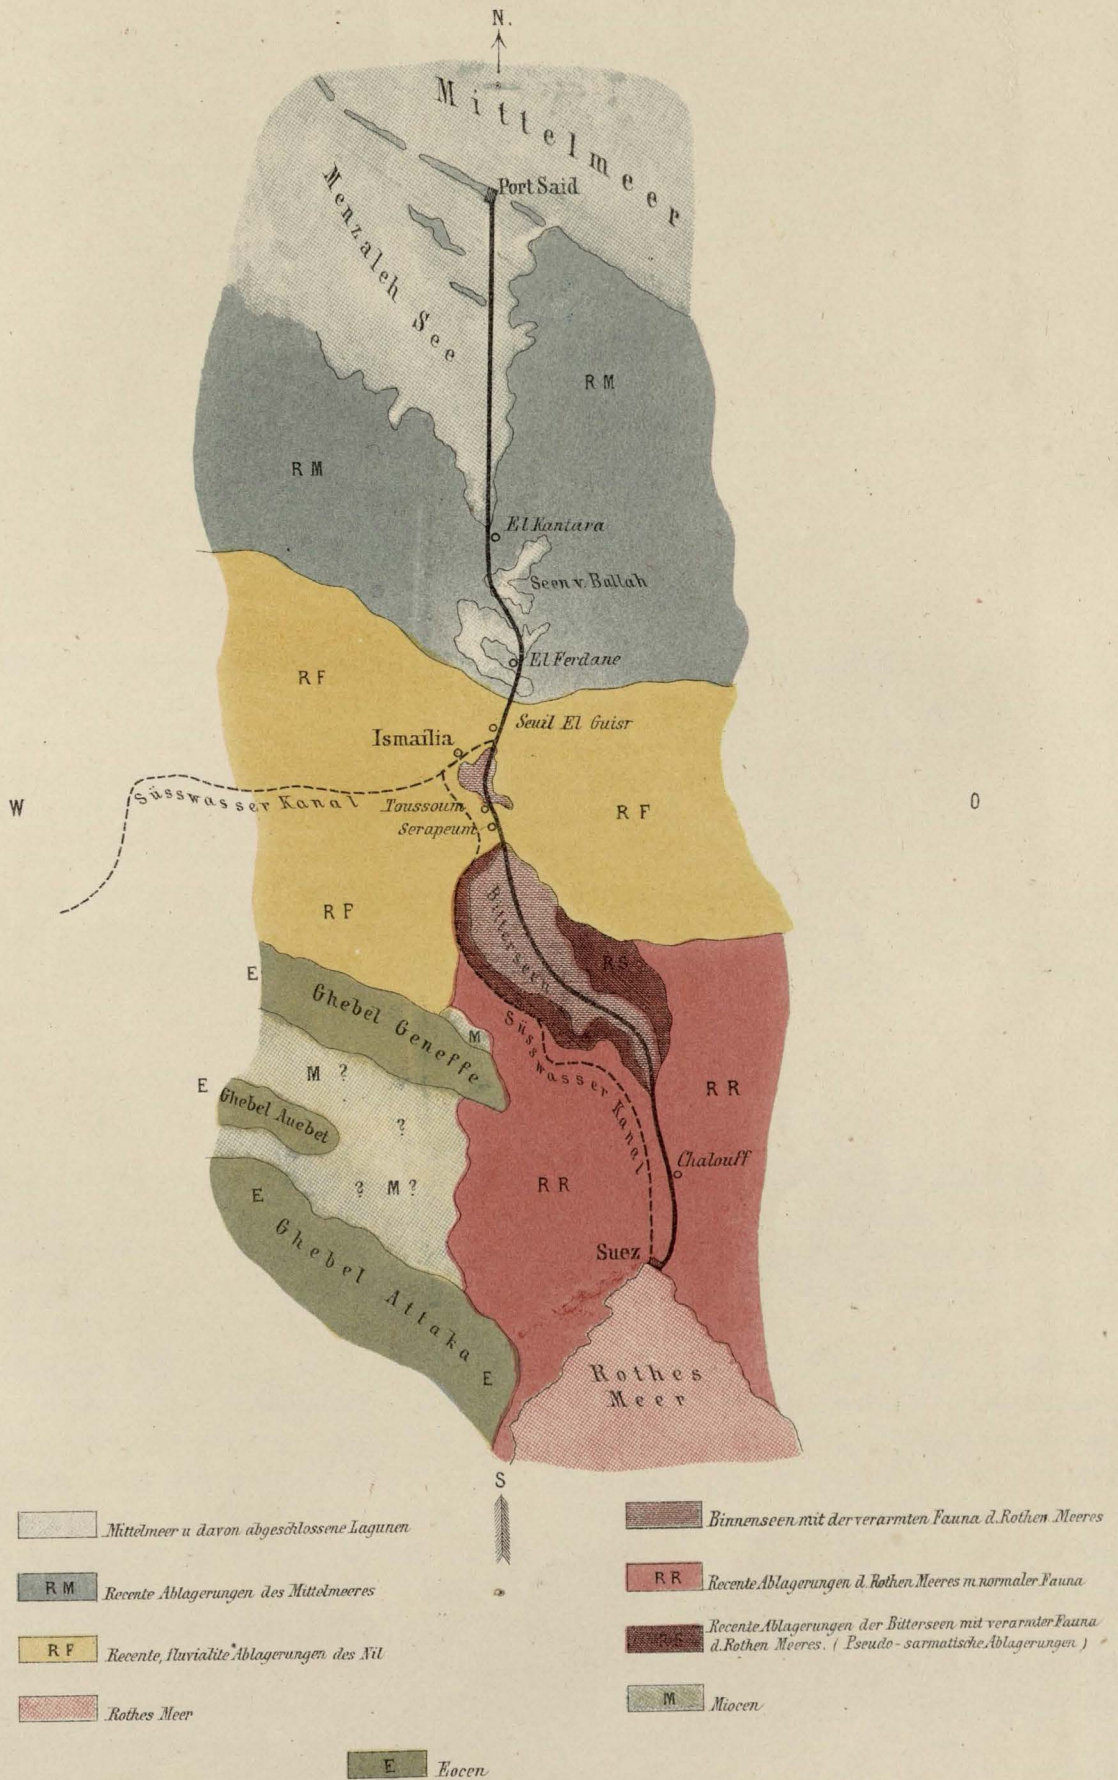 N.
Mittelmeer
Port Said
Menzaleh See
R M
R M
El Kantara
Seen v. Ballah
El Ferdane
R F
Seuil El Guisr
Ismaïlia
W
Süsswasser Kanal
O
Toussoum
Serapeum
R F
R F
Bitterseen
R S
E
Ghebel Geneffe
M
Süsswasser Kanal
M ?
E
Ghebel Auebet
R R
?
Chalouff
? M ?
R R
E
Ghebel Attaka
Suez
E
Rothes
Meer
S
Mittelmeer u davon abgeschlossene Lagunen
R M Recente Ablagerungen des Mittelmeeres
R F Recente, fluviatile Ablagerungen des Nil
Rothes Meer
Binnenseen mit der verarmten Fauna d. Rothen Meeres
R R Recente Ablagerungen d. Rothen Meeres m normaler Fauna
R S Recente Ablagerungen der Bitterseen mit verarmter Fauna
d. Rothen Meeres. ( Pseudo-sarmatische Ablagerungen )
M Miocen
E Eocen